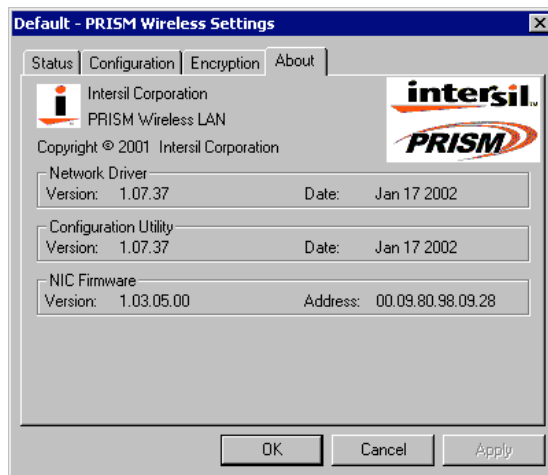 Default - PRISM Wireless Settings
Status Configuration Encryption About
Intersil Corporation
PRISM Wireless LAN
Copyright © 2001 Intersil Corporation
intersil™
PRISM
Network Driver
Version: 1.07.37 Date: Jan 17 2002
Configuration Utility
Version: 1.07.37 Date: Jan 17 2002
NIC Firmware
Version: 1.03.05.00 Address: 00.09.80.98.09.28
OK Cancel Apply